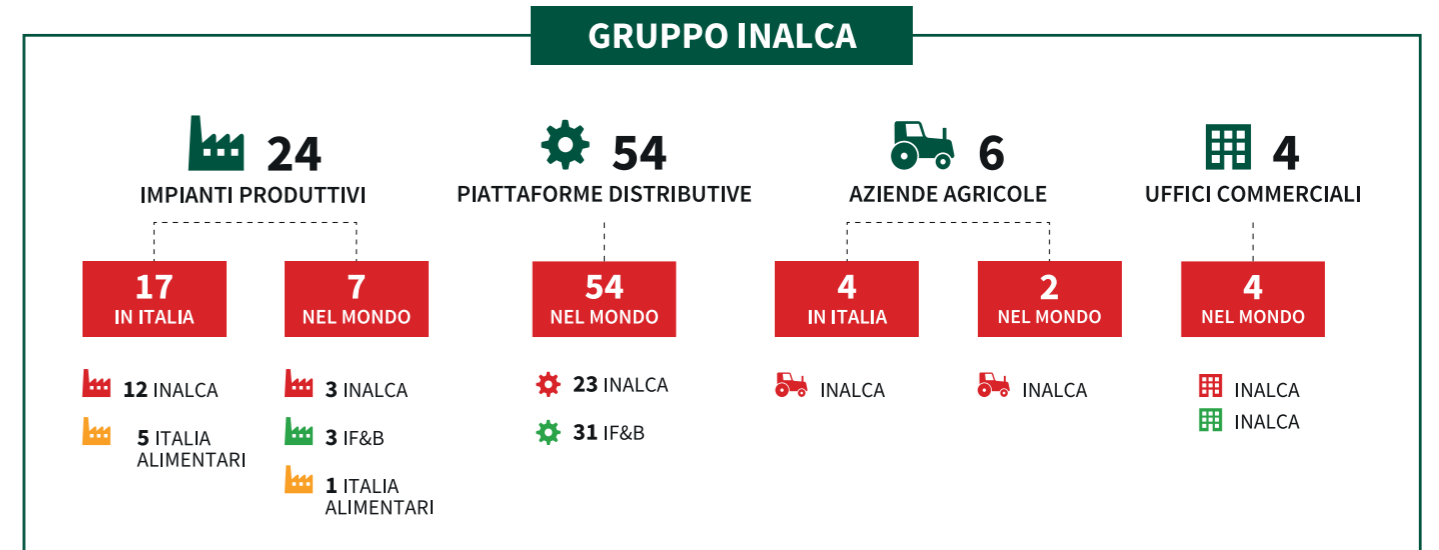 GRUPPO INALCA
24
IMPIANTI PRODUTTIVI
17
IN ITALIA
12 INALCA
5 ITALIA
ALIMENTARI
7
NEL MONDO
3 INALCA
3 IF&B
1 ITALIA
ALIMENTARI
54
PIATTAFORME DISTRIBUTIVE
54
NEL MONDO
23 INALCA
31 IF&B
6
AZIENDE AGRICOLE
4
IN ITALIA
INALCA
2
NEL MONDO
INALCA
4
UFFICI COMMERCIALI
4
NEL MONDO
INALCA
INALCA